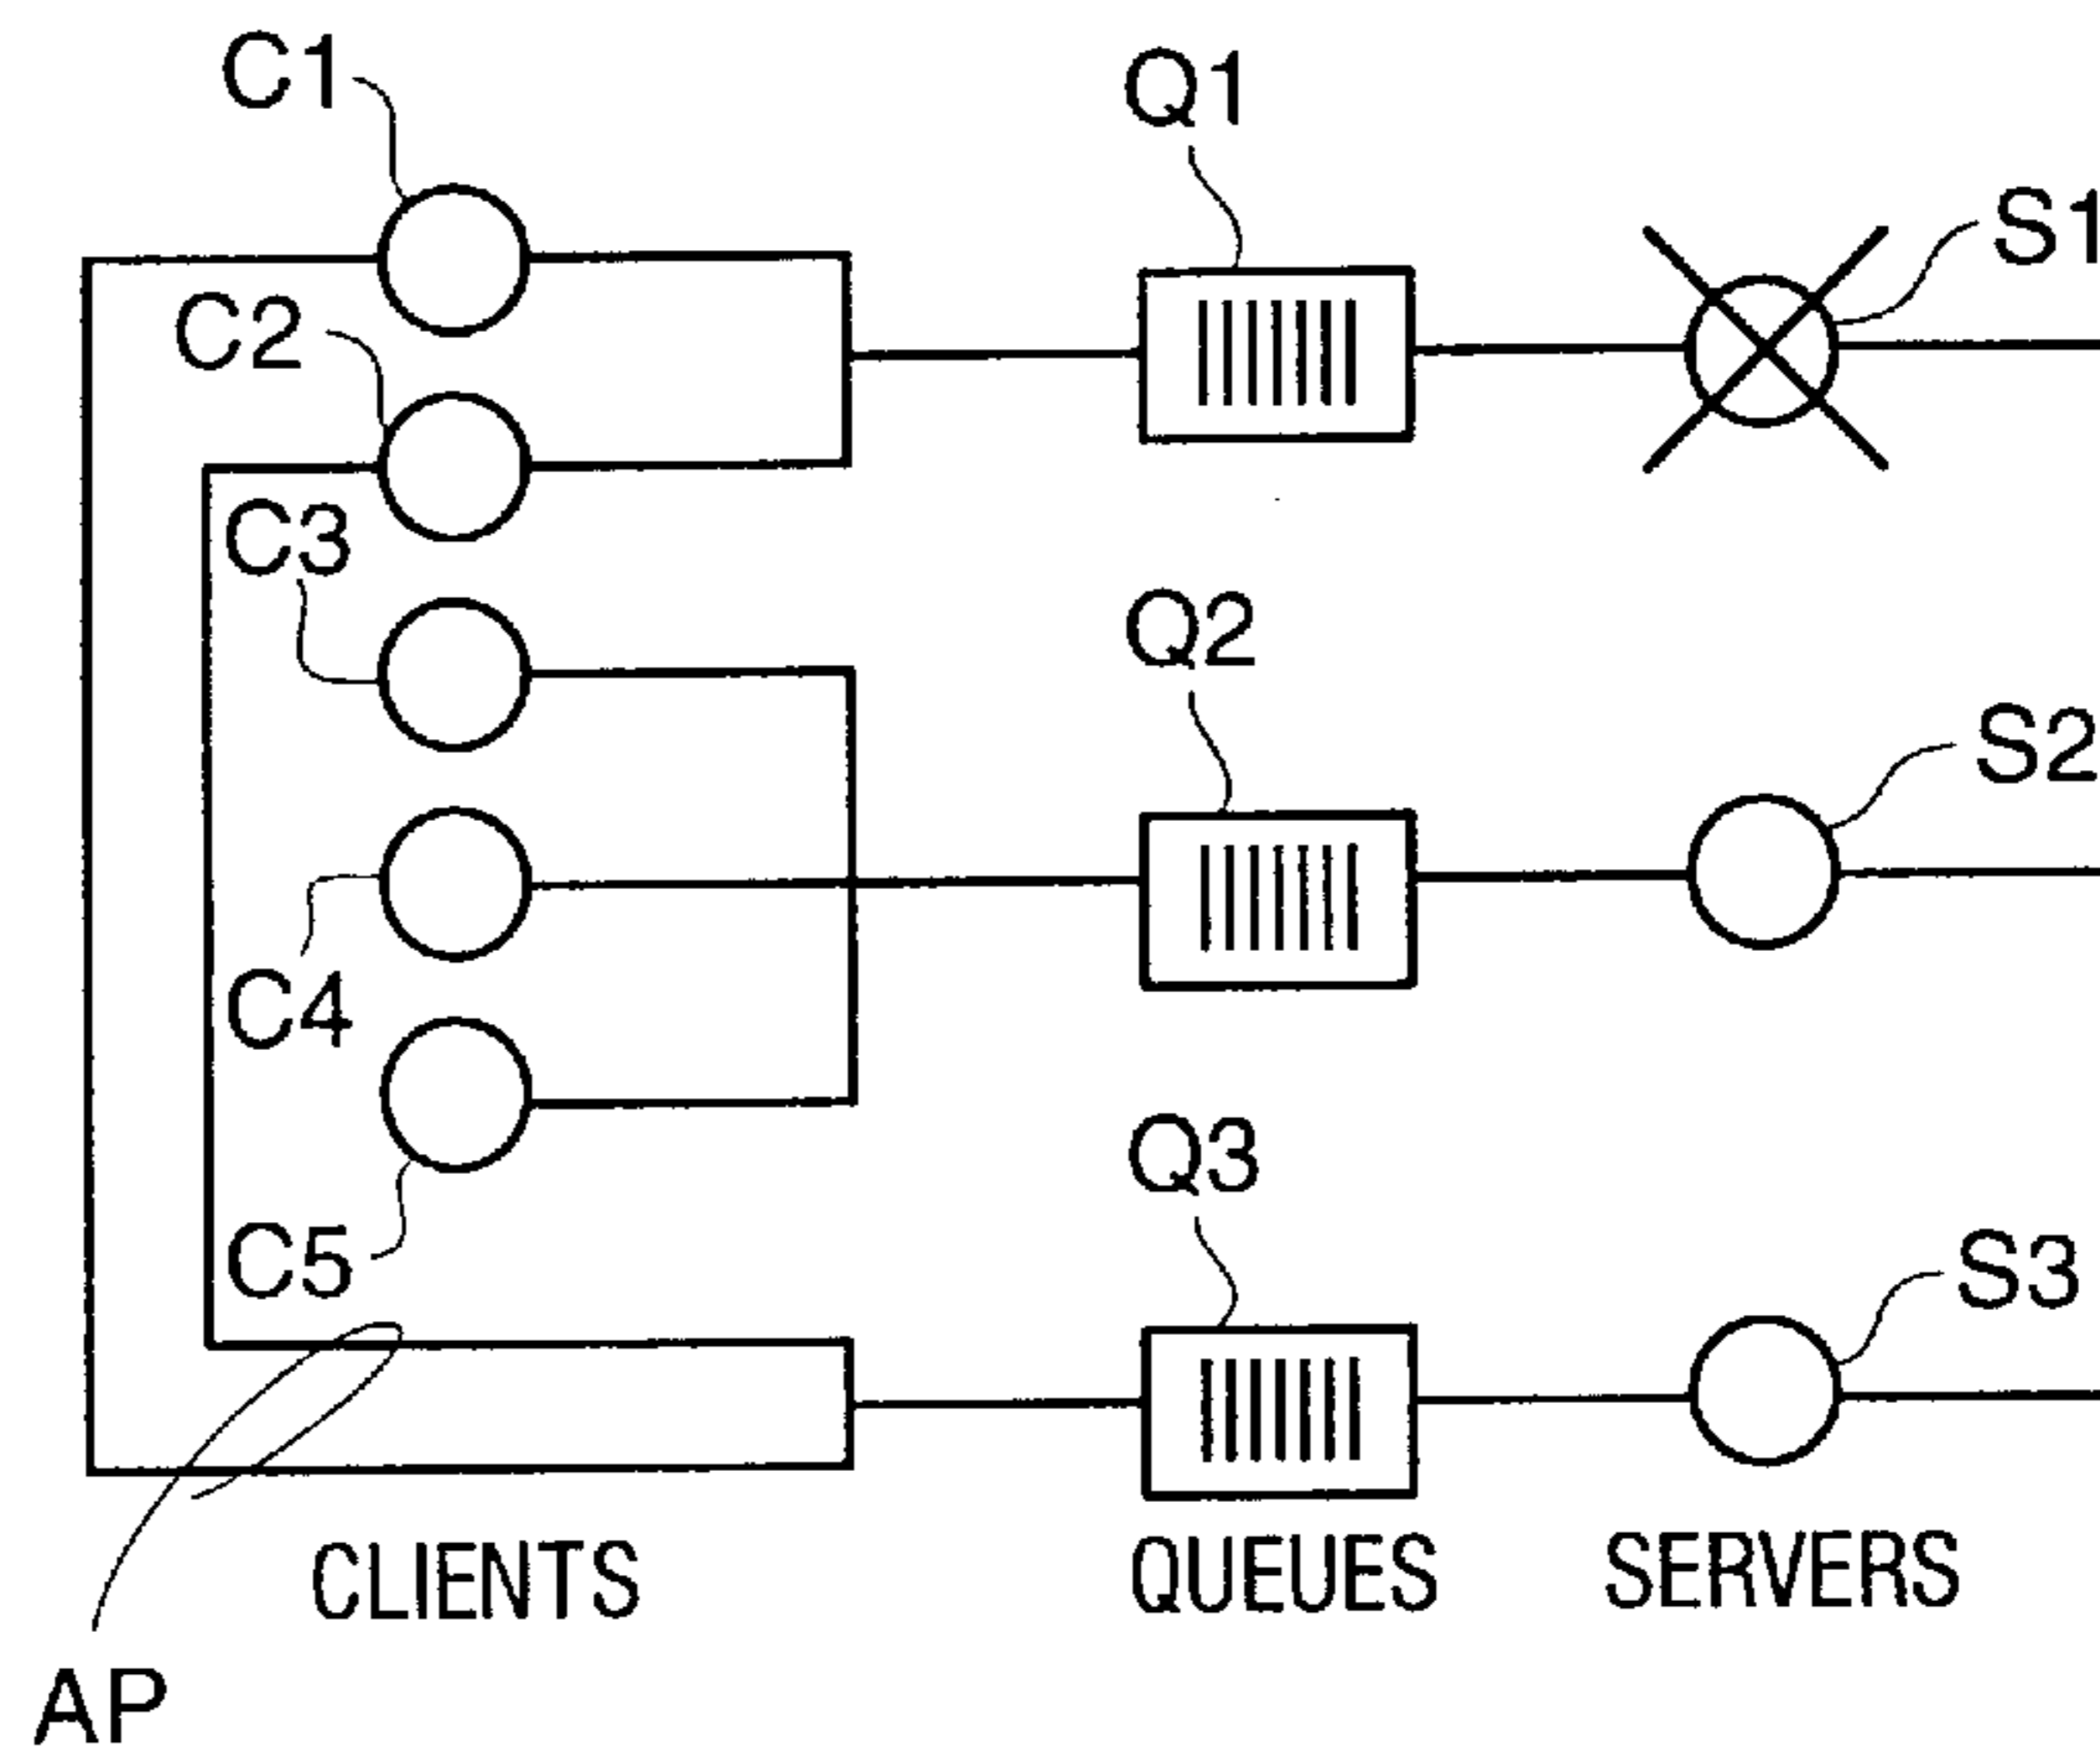 C1
Q1
S1
C2
C3
Q2
S2
C4
Q3
C5
S3
CLIENTS
QUEUES
SERVERS
AP